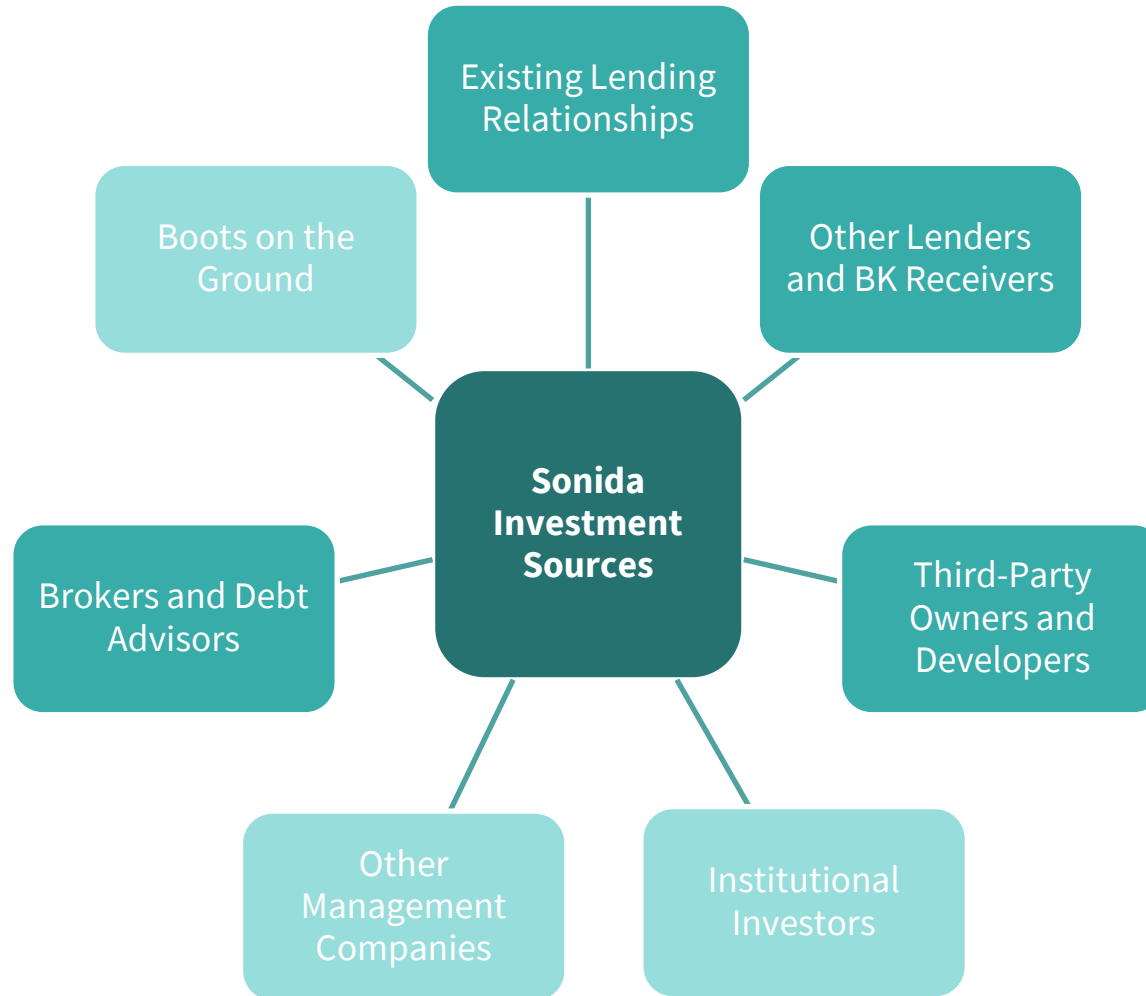 Existing Lending
Relationships
Boots on the
Ground
Other Lenders
and BK Receivers
Sonida
Investment
Sources
Brokers and Debt
Advisors
Third-Party
Owners and
Developers
Other
Management
Companies
Institutional
Investors